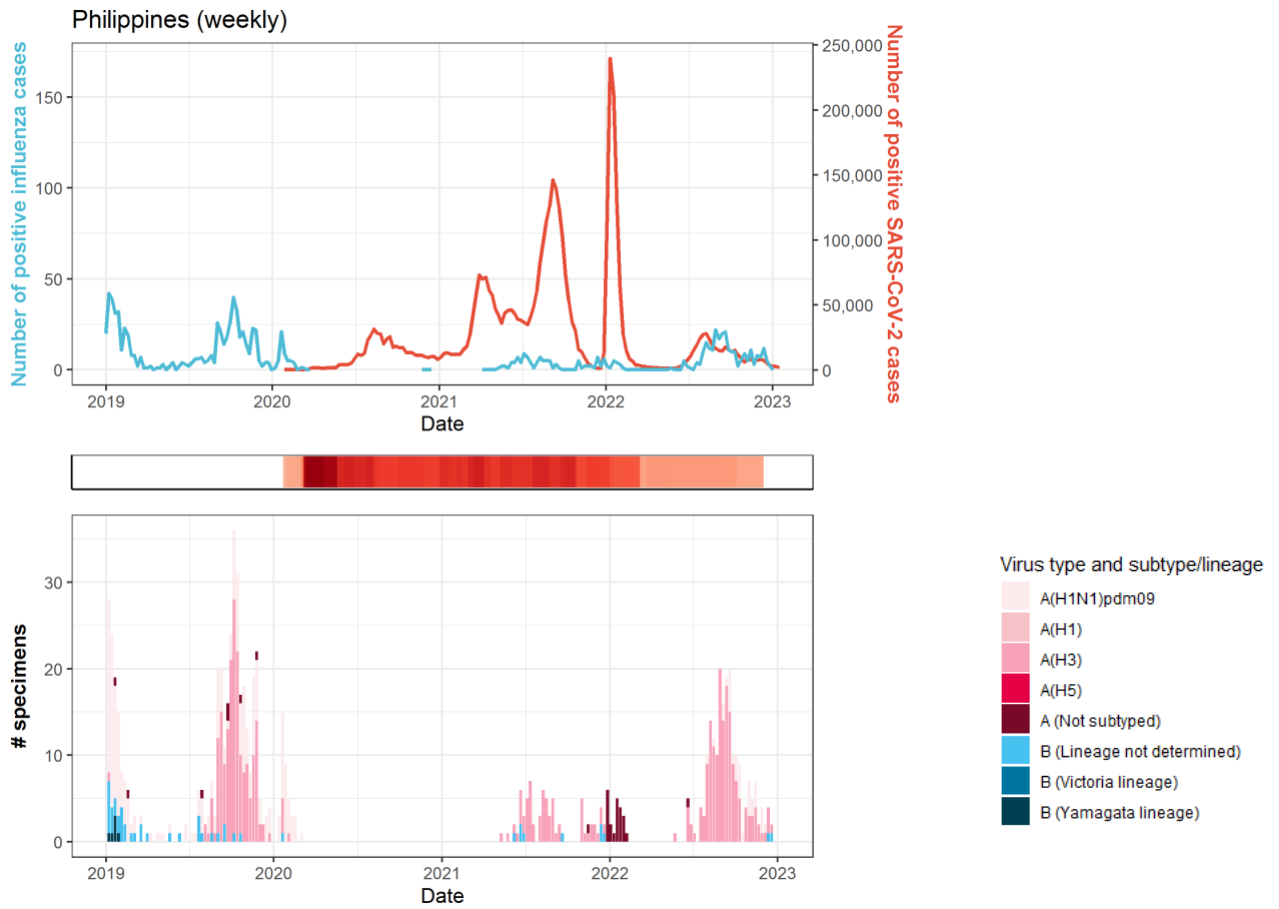 Philippines (weekly)
Number of positive influenza cases
150
100
50
0
250,000
200,000
150,000
100,000
50,000
0
Number of positive SARS-CoV-2 cases
2019 2020 2021 2022 2023
Date
# specimens
30
20
10
0
2019 2020 2021 2022 2023
Date
Virus type and subtype/lineage
A(H1N1)pdm09
A(H1)
A(H3)
A(H5)
A (Not subtyped)
B (Lineage not determined)
B (Victoria lineage)
B (Yamagata lineage)